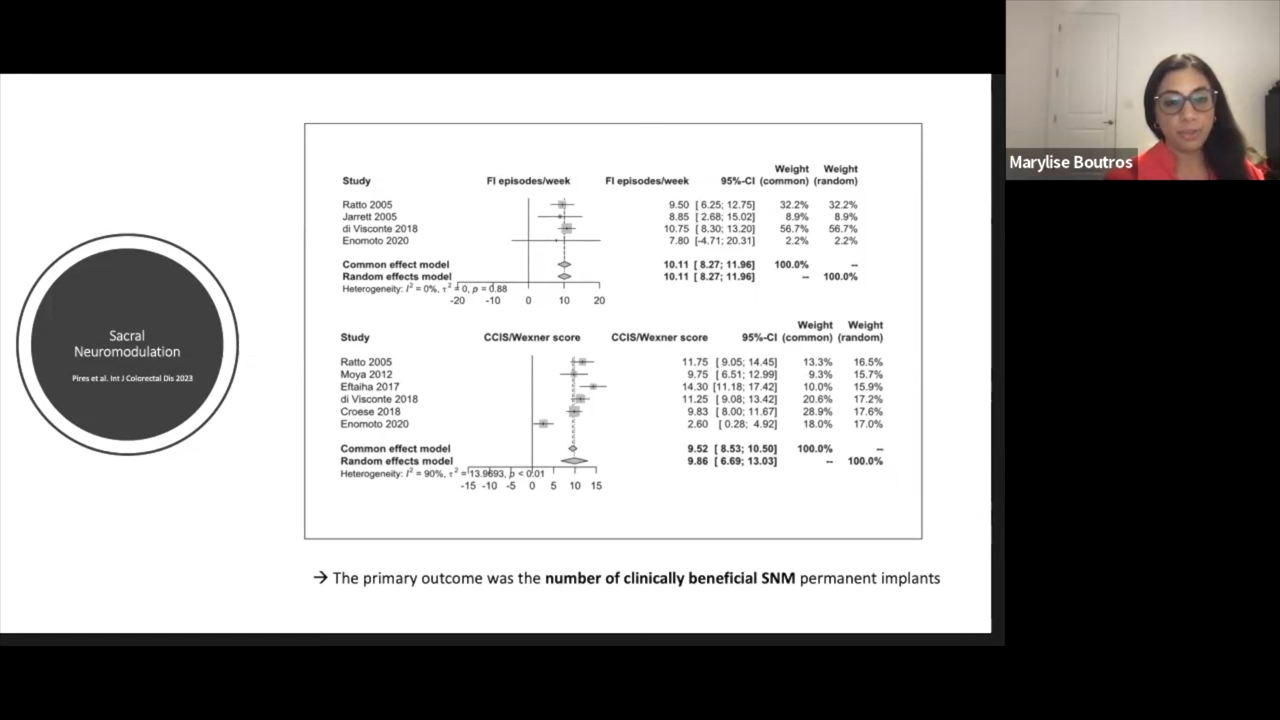 Marylise Boutros
Sacral
Neuromodulation
Pires et al. Int J Colorectal Dis 2023
Weight Weight
Study FI episodes/week FI episodes/week 95%-CI (common) (random)
Ratto 2005 9.50 [ 6.25; 12.75] 32.2% 32.2%
Jarrett 2005 8.85 [ 2.68; 15.02] 8.9% 8.9%
di Visconte 2018 10.75 [ 8.30; 13.20] 56.7% 56.7%
Enomoto 2020 7.80 [-4.71; 20.31] 2.2% 2.2%
Common effect model 10.11 [ 8.27; 11.96] 100.0% --
Random effects model 10.11 [ 8.27; 11.96] -- 100.0%
Heterogeneity: I² = 0%, τ² = 0, p = 0.88
-20 -10 0 10 20
Weight Weight
Study CCIS/Wexner score CCIS/Wexner score 95%-CI (common) (random)
Ratto 2005 11.75 [ 9.05; 14.45] 13.3% 16.5%
Moya 2012 9.75 [ 6.51; 12.99] 9.3% 15.7%
Eftaiha 2017 14.30 [11.18; 17.42] 10.0% 15.9%
di Visconte 2018 11.25 [ 9.08; 13.42] 20.6% 17.2%
Croese 2018 9.83 [ 8.00; 11.67] 28.9% 17.6%
Enomoto 2020 2.60 [ 0.28; 4.92] 18.0% 17.0%
Common effect model 9.52 [ 8.53; 10.50] 100.0% --
Random effects model 9.86 [ 6.69; 13.03] -- 100.0%
Heterogeneity: I² = 90%, τ² = 13.9693, p < 0.01
-15 -10 -5 0 5 10 15
→ The primary outcome was the number of clinically beneficial SNM permanent implants